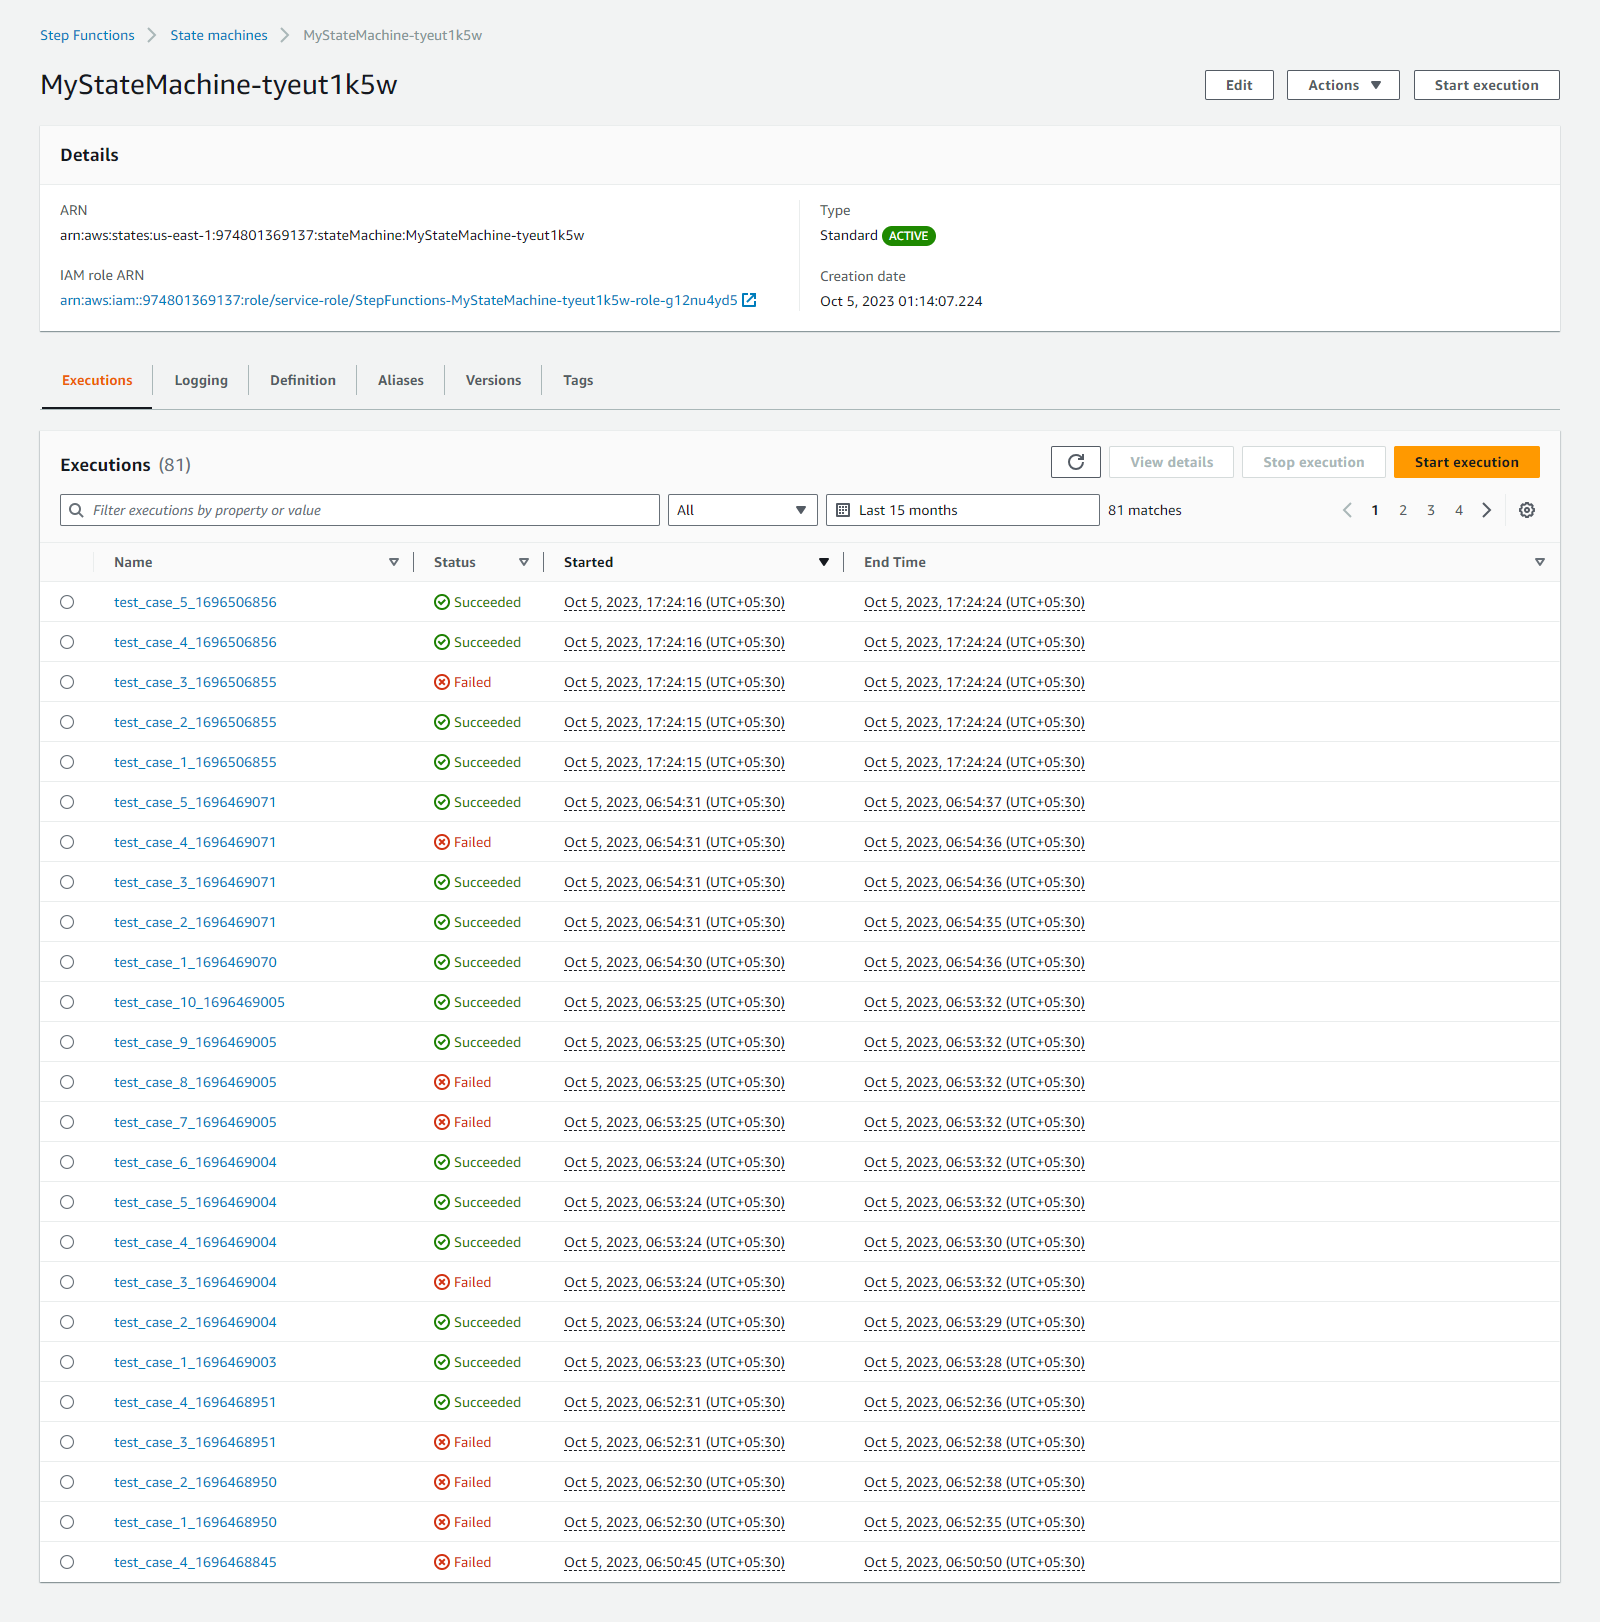 Step Functions > State machines > MyStateMachine-tyeut1k5w
MyStateMachine-tyeut1k5w
Edit Actions Start execution
Details
ARN
arn:aws:states:us-east-1:974801369137:stateMachine:MyStateMachine-tyeut1k5w
IAM role ARN
arn:aws:iam::974801369137:role/service-role/StepFunctions-MyStateMachine-tyeut1k5w-role-g12nu4yd5
Type
Standard ACTIVE
Creation date
Oct 5, 2023 01:14:07.224
Executions Logging Definition Aliases Versions Tags
Executions (81) View details Stop execution Start execution
Filter executions by property or value All Last 15 months 81 matches 1 2 3 4
Name Status Started End Time
test_case_5_1696506856 Succeeded Oct 5, 2023, 17:24:16 (UTC+05:30) Oct 5, 2023, 17:24:24 (UTC+05:30)
test_case_4_1696506856 Succeeded Oct 5, 2023, 17:24:16 (UTC+05:30) Oct 5, 2023, 17:24:24 (UTC+05:30)
test_case_3_1696506855 Failed Oct 5, 2023, 17:24:15 (UTC+05:30) Oct 5, 2023, 17:24:24 (UTC+05:30)
test_case_2_1696506855 Succeeded Oct 5, 2023, 17:24:15 (UTC+05:30) Oct 5, 2023, 17:24:24 (UTC+05:30)
test_case_1_1696506855 Succeeded Oct 5, 2023, 17:24:15 (UTC+05:30) Oct 5, 2023, 17:24:24 (UTC+05:30)
test_case_5_1696469071 Succeeded Oct 5, 2023, 06:54:31 (UTC+05:30) Oct 5, 2023, 06:54:37 (UTC+05:30)
test_case_4_1696469071 Failed Oct 5, 2023, 06:54:31 (UTC+05:30) Oct 5, 2023, 06:54:36 (UTC+05:30)
test_case_3_1696469071 Succeeded Oct 5, 2023, 06:54:31 (UTC+05:30) Oct 5, 2023, 06:54:36 (UTC+05:30)
test_case_2_1696469071 Succeeded Oct 5, 2023, 06:54:31 (UTC+05:30) Oct 5, 2023, 06:54:35 (UTC+05:30)
test_case_1_1696469070 Succeeded Oct 5, 2023, 06:54:30 (UTC+05:30) Oct 5, 2023, 06:54:36 (UTC+05:30)
test_case_10_1696469005 Succeeded Oct 5, 2023, 06:53:25 (UTC+05:30) Oct 5, 2023, 06:53:32 (UTC+05:30)
test_case_9_1696469005 Succeeded Oct 5, 2023, 06:53:25 (UTC+05:30) Oct 5, 2023, 06:53:32 (UTC+05:30)
test_case_8_1696469005 Failed Oct 5, 2023, 06:53:25 (UTC+05:30) Oct 5, 2023, 06:53:32 (UTC+05:30)
test_case_7_1696469005 Failed Oct 5, 2023, 06:53:25 (UTC+05:30) Oct 5, 2023, 06:53:32 (UTC+05:30)
test_case_6_1696469004 Succeeded Oct 5, 2023, 06:53:24 (UTC+05:30) Oct 5, 2023, 06:53:32 (UTC+05:30)
test_case_5_1696469004 Succeeded Oct 5, 2023, 06:53:24 (UTC+05:30) Oct 5, 2023, 06:53:32 (UTC+05:30)
test_case_4_1696469004 Succeeded Oct 5, 2023, 06:53:24 (UTC+05:30) Oct 5, 2023, 06:53:30 (UTC+05:30)
test_case_3_1696469004 Failed Oct 5, 2023, 06:53:24 (UTC+05:30) Oct 5, 2023, 06:53:32 (UTC+05:30)
test_case_2_1696469004 Succeeded Oct 5, 2023, 06:53:24 (UTC+05:30) Oct 5, 2023, 06:53:29 (UTC+05:30)
test_case_1_1696469003 Succeeded Oct 5, 2023, 06:53:23 (UTC+05:30) Oct 5, 2023, 06:53:28 (UTC+05:30)
test_case_4_1696468951 Succeeded Oct 5, 2023, 06:52:31 (UTC+05:30) Oct 5, 2023, 06:52:36 (UTC+05:30)
test_case_3_1696468951 Failed Oct 5, 2023, 06:52:31 (UTC+05:30) Oct 5, 2023, 06:52:38 (UTC+05:30)
test_case_2_1696468950 Failed Oct 5, 2023, 06:52:30 (UTC+05:30) Oct 5, 2023, 06:52:38 (UTC+05:30)
test_case_1_1696468950 Failed Oct 5, 2023, 06:52:30 (UTC+05:30) Oct 5, 2023, 06:52:35 (UTC+05:30)
test_case_4_1696468845 Failed Oct 5, 2023, 06:50:45 (UTC+05:30) Oct 5, 2023, 06:50:50 (UTC+05:30)